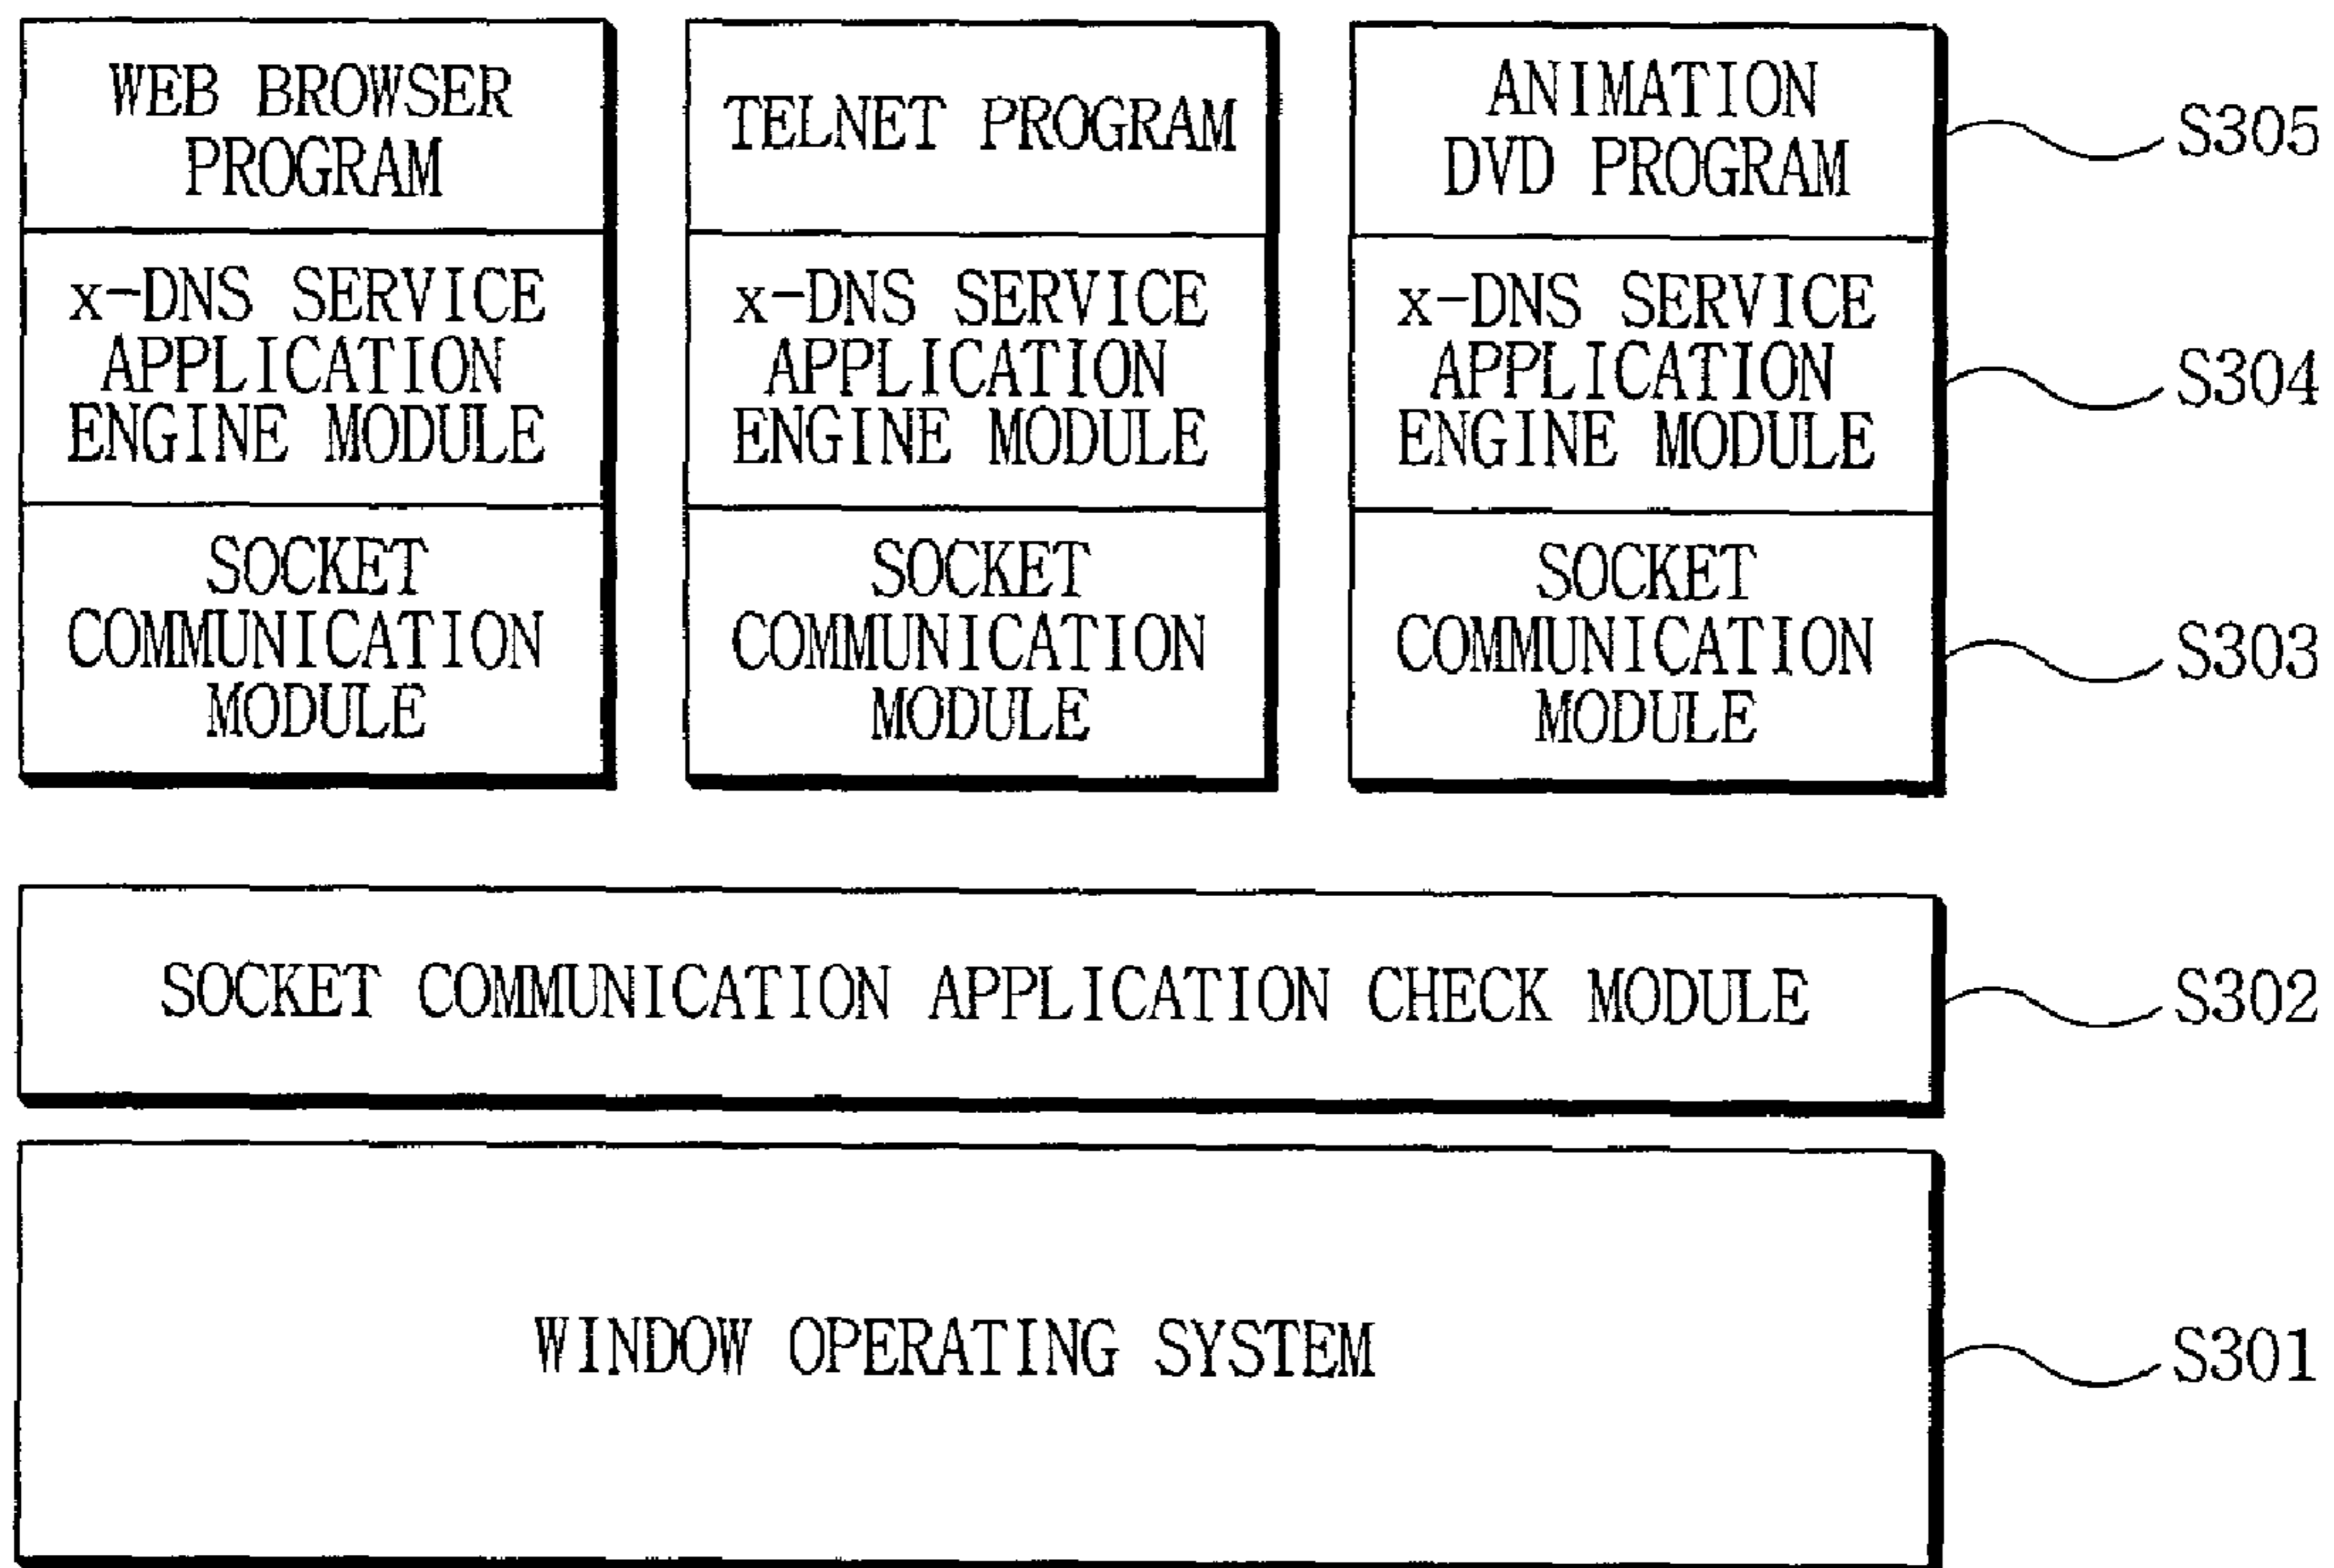 WEB BROWSER
PROGRAM
x-DNS SERVICE
APPLICATION
ENGINE MODULE
SOCKET
COMMUNICATION
MODULE
TELNET PROGRAM
x-DNS SERVICE
APPLICATION
ENGINE MODULE
SOCKET
COMMUNICATION
MODULE
ANIMATION
DVD PROGRAM
x-DNS SERVICE
APPLICATION
ENGINE MODULE
SOCKET
COMMUNICATION
MODULE
S305
S304
S303
SOCKET COMMUNICATION APPLICATION CHECK MODULE
S302
WINDOW OPERATING SYSTEM
S301